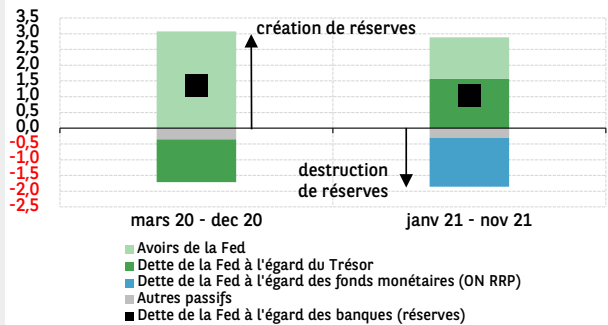 3,5
3,0
2,5
2,0
1,5
1,0
0,5
0,0
-0,5
-1,0
-1,5
-2,0
-2,5
création de réserves
destruction
de réserves
mars 20 - dec 20
janv 21 - nov 21
Avoirs de la Fed
Dette de la Fed à l'égard du Trésor
Dette de la Fed à l'égard des fonds monétaires (ON RRP)
Autres passifs
Dette de la Fed à l'égard des banques (réserves)